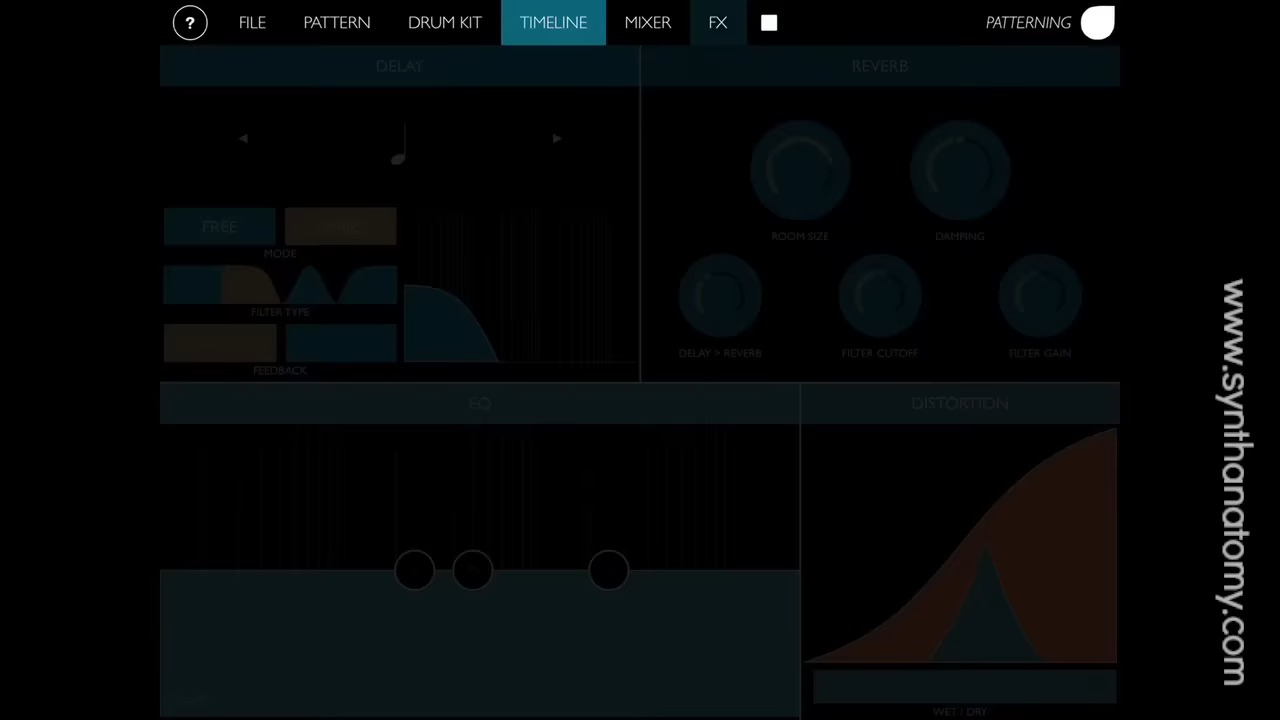 ?
FILE
PATTERN
DRUM KIT
TIMELINE
MIXER
FX
PATTERNING
DELAY
REVERB
FREE
MODE
FILTER TYPE
FEEDBACK
ROOM SIZE
DAMPING
DELAY > REVERB
FILTER CUTOFF
FILTER GAIN
EQ
DISTORTION
WET / DRY
www.synthanatomy.com